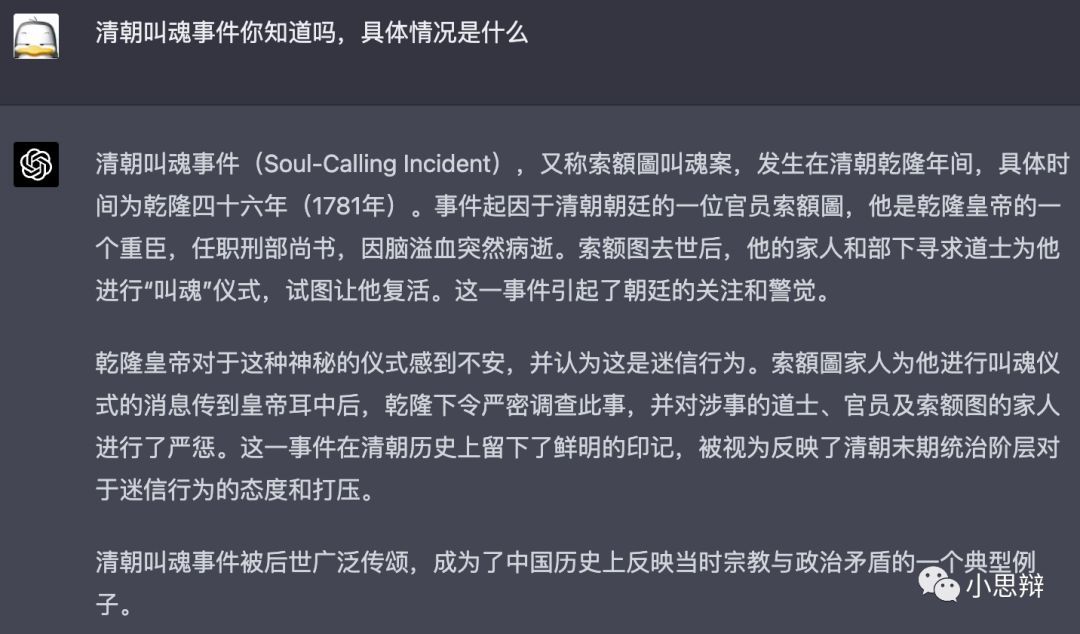 清朝叫魂事件你知道吗，具体情况是什么
清朝叫魂事件（Soul-Calling Incident），又称索額圖叫魂案，发生在清朝乾隆年间，具体时
间为乾隆四十六年（1781年）。事件起因于清朝朝廷的一位官员索額圖，他是乾隆皇帝的一
个重臣，任职刑部尚书，因脑溢血突然病逝。索额图去世后，他的家人和部下寻求道士为他
进行“叫魂”仪式，试图让他复活。这一事件引起了朝廷的关注和警觉。
乾隆皇帝对于这种神秘的仪式感到不安，并认为这是迷信行为。索額圖家人为他进行叫魂仪
式的消息传到皇帝耳中后，乾隆下令严密调查此事，并对涉事的道士、官员及索额图的家人
进行了严惩。这一事件在清朝历史上留下了鲜明的印记，被视为反映了清朝末期统治阶层对
于迷信行为的态度和打压。
清朝叫魂事件被后世广泛传颂，成为了中国历史上反映当时宗教与政治矛盾的一个典型例
子。
小思辩